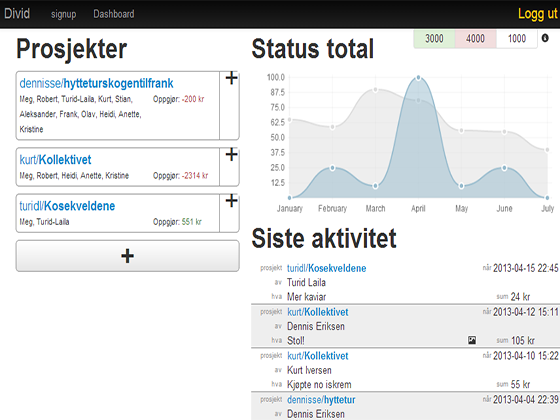 Divid signup Dashboard Logg ut
Prosjekter
dennisse/hytteturskogentilfrank +
Meg, Robert, Turid-Laila, Kurt, Stian, Oppgjør: -200 kr
Aleksander, Frank, Olav, Heidi, Anette,
Kristine
kurt/Kollektivet +
Meg, Robert, Heidi, Anette, Kristine Oppgjør: -2314 kr
turidl/Kosekveldene +
Meg, Turid-Laila Oppgjør: 551 kr
+
Status total 3000 4000 1000
100.0
87.5
75.0
62.5
50.0
37.5
25.0
12.5
January February March April May June July
Siste aktivitet
prosjekt turidl/Kosekveldene når 2013-04-15 22:45
av Turid Laila
hva Mer kaviar sum 24 kr
prosjekt kurt/Kollektivet når 2013-04-12 15:11
av Dennis Eriksen
hva Stol! sum 105 kr
prosjekt kurt/Kollektivet når 2013-04-10 15:22
av Kurt Iversen
hva Kjøpte no iskrem sum 55 kr
prosjekt dennisse/hyttetur når 2013-04-04 22:39
av Dennis Eriksen